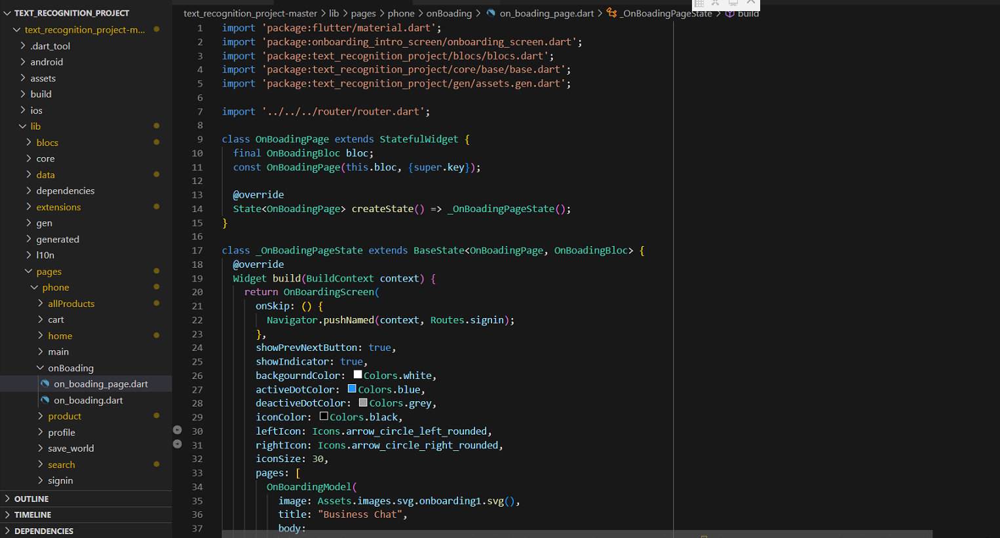 TEXT_RECOGNITION_PROJECT
text_recognition_project-m...
.dart_tool
android
assets
build
ios
lib
blocs
core
data
dependencies
extensions
gen
generated
l10n
pages
phone
allProducts
cart
home
main
onBoading
on_boading_page.dart
on_boading.dart
product
profile
save_world
search
signin
OUTLINE
TIMELINE
DEPENDENCIES
text_recognition_project-master > lib > pages > phone > onBoading > on_boading_page.dart > _OnBoadingPageState > build
1 import 'package:flutter/material.dart';
2 import 'package:onboarding_intro_screen/onboarding_screen.dart';
3 import 'package:text_recognition_project/blocs/blocs.dart';
4 import 'package:text_recognition_project/core/base/base.dart';
5 import 'package:text_recognition_project/gen/assets.gen.dart';
6
7 import '../../../router/router.dart';
8
9 class OnBoadingPage extends StatefulWidget {
10 final OnBoadingBloc bloc;
11 const OnBoadingPage(this.bloc, {super.key});
12
13 @override
14 State<OnBoadingPage> createState() => _OnBoadingPageState();
15 }
16
17 class _OnBoadingPageState extends BaseState<OnBoadingPage, OnBoadingBloc> {
18 @override
19 Widget build(BuildContext context) {
20 return OnBoardingScreen(
21 onSkip: () {
22 Navigator.pushNamed(context, Routes.signin);
23 },
24 showPrevNextButton: true,
25 showIndicator: true,
26 backgourndColor: Colors.white,
27 activeDotColor: Colors.blue,
28 deactiveDotColor: Colors.grey,
29 iconColor: Colors.black,
30 leftIcon: Icons.arrow_circle_left_rounded,
31 rightIcon: Icons.arrow_circle_right_rounded,
32 iconSize: 30,
33 pages: [
34 OnBoardingModel(
35 image: Assets.images.svg.onboarding1.svg(),
36 title: "Business Chat",
37 body: